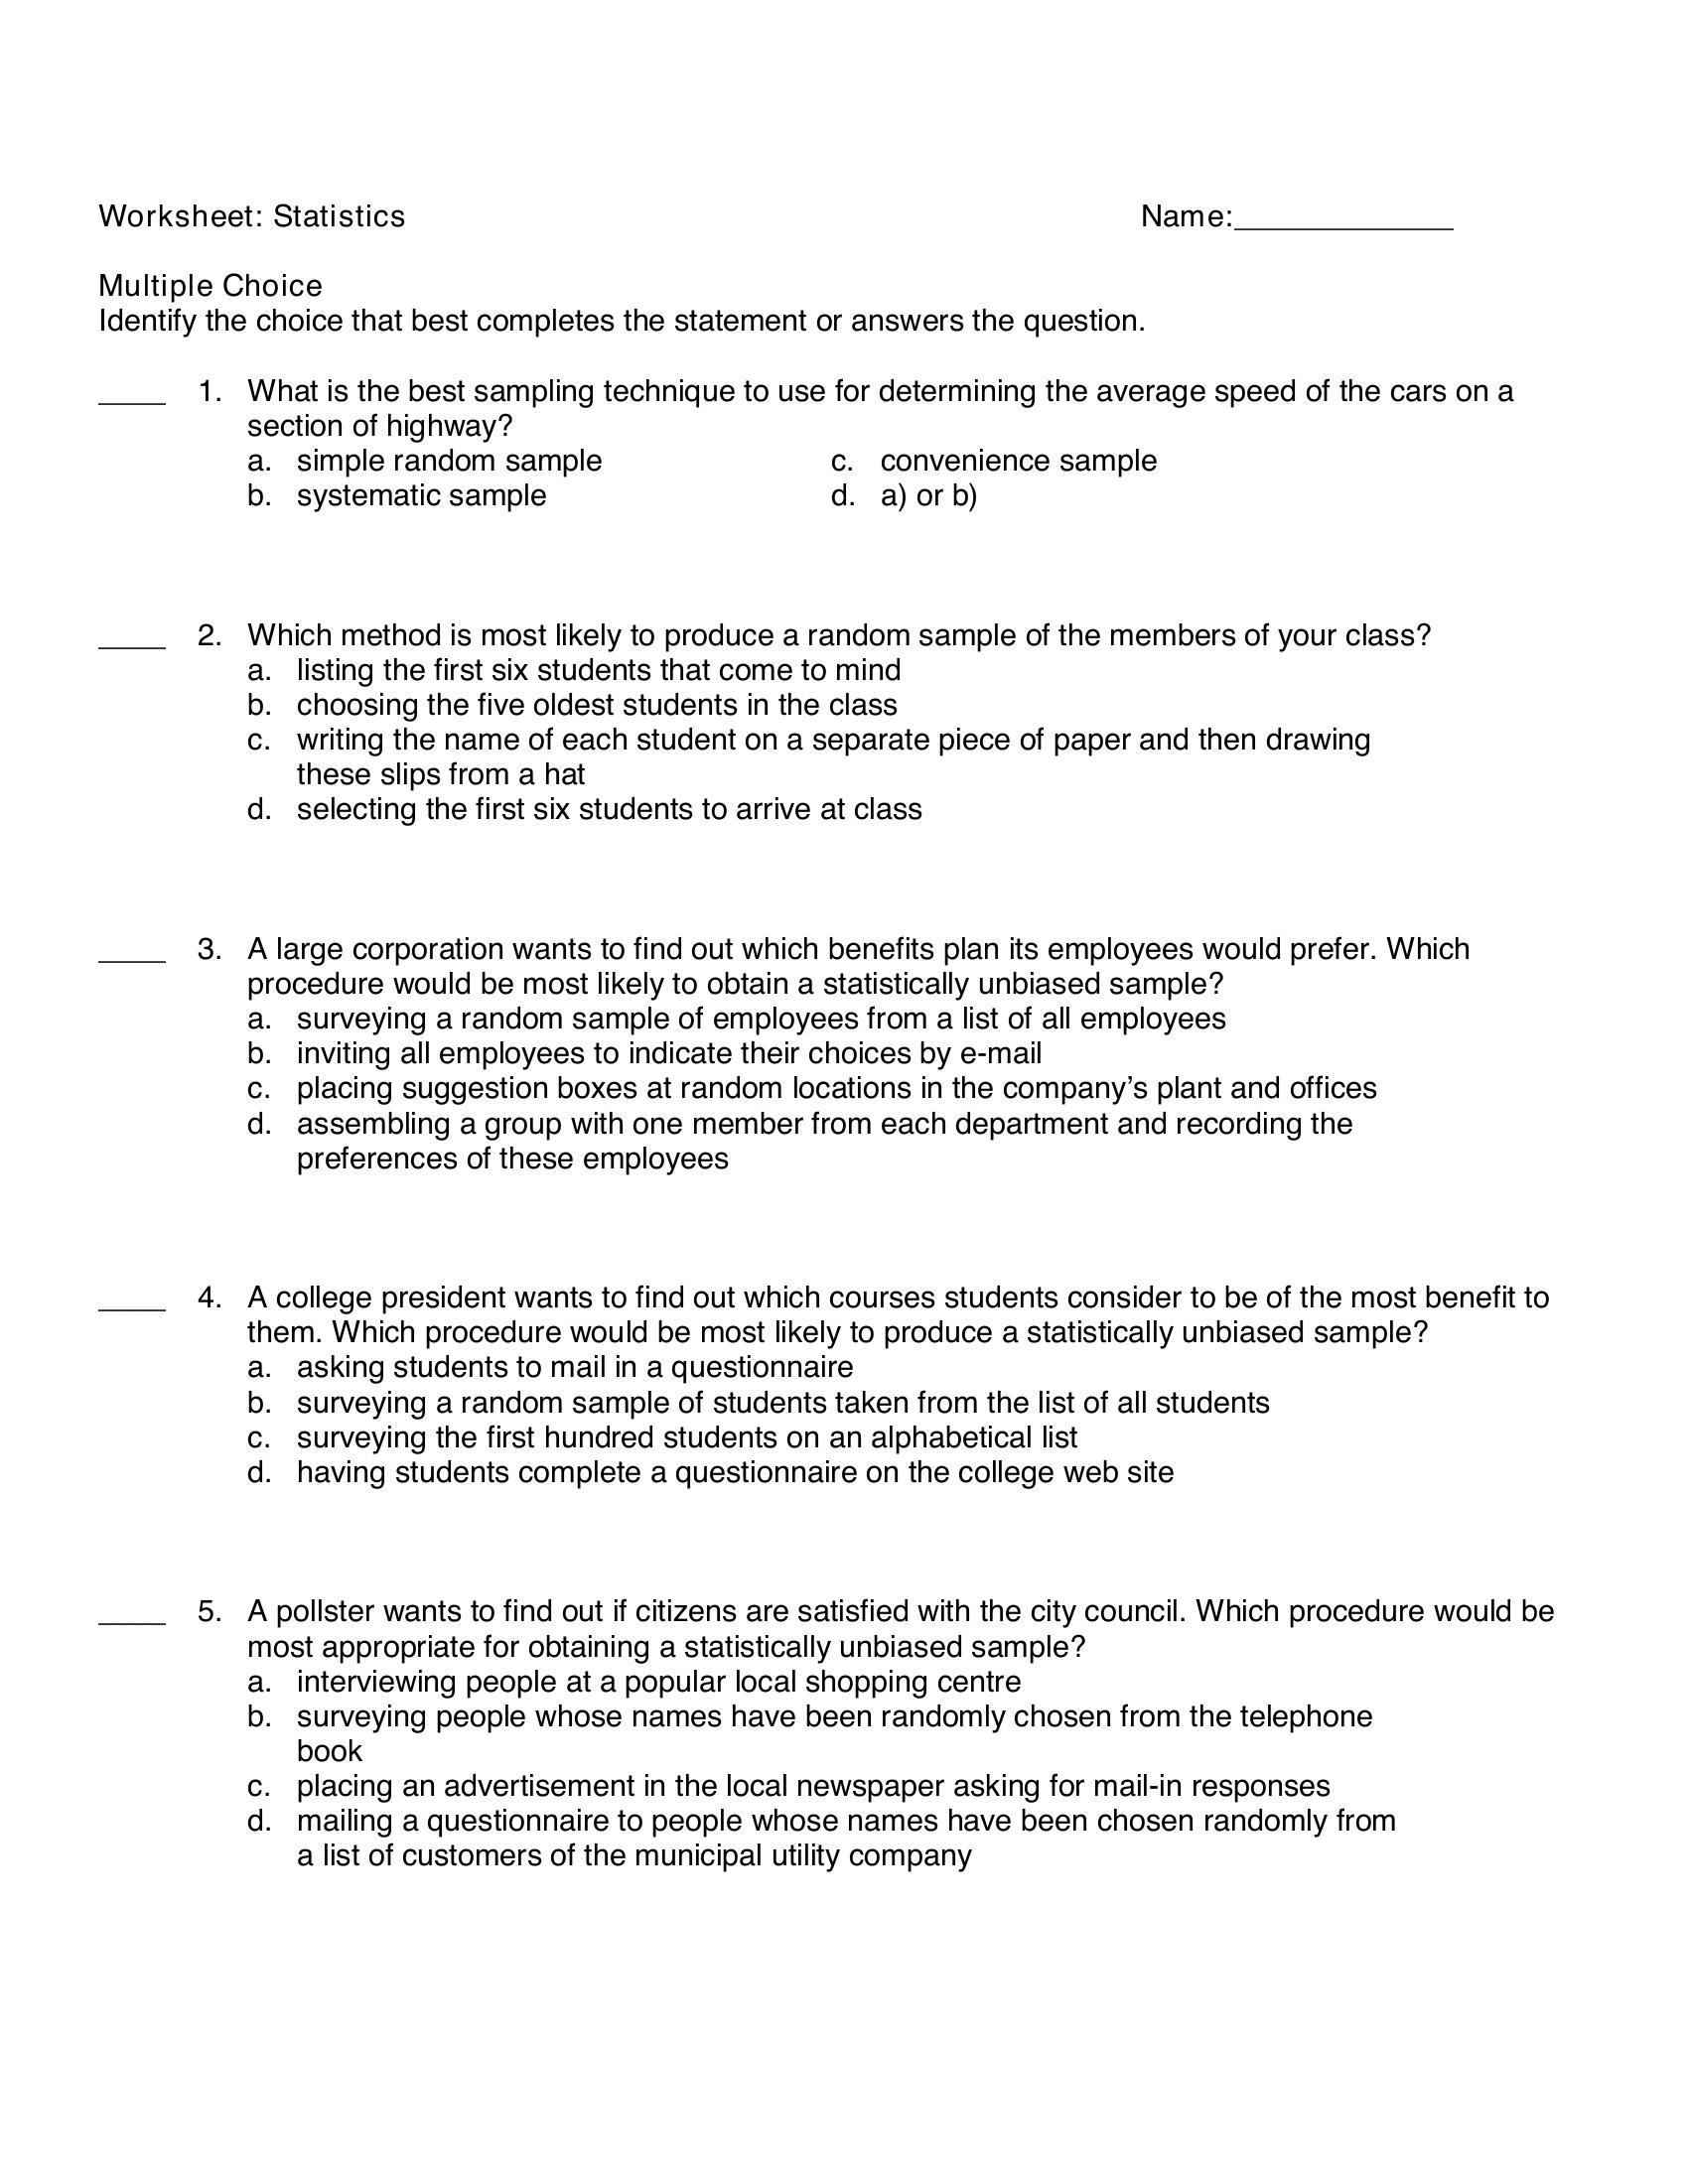 Worksheet: Statistics Name:______________
Multiple Choice
Identify the choice that best completes the statement or answers the question.
____ 1. What is the best sampling technique to use for determining the average speed of the cars on a
section of highway?
a. simple random sample c. convenience sample
b. systematic sample d. a) or b)
____ 2. Which method is most likely to produce a random sample of the members of your class?
a. listing the first six students that come to mind
b. choosing the five oldest students in the class
c. writing the name of each student on a separate piece of paper and then drawing
these slips from a hat
d. selecting the first six students to arrive at class
____ 3. A large corporation wants to find out which benefits plan its employees would prefer. Which
procedure would be most likely to obtain a statistically unbiased sample?
a. surveying a random sample of employees from a list of all employees
b. inviting all employees to indicate their choices by e-mail
c. placing suggestion boxes at random locations in the company’s plant and offices
d. assembling a group with one member from each department and recording the
preferences of these employees
____ 4. A college president wants to find out which courses students consider to be of the most benefit to
them. Which procedure would be most likely to produce a statistically unbiased sample?
a. asking students to mail in a questionnaire
b. surveying a random sample of students taken from the list of all students
c. surveying the first hundred students on an alphabetical list
d. having students complete a questionnaire on the college web site
____ 5. A pollster wants to find out if citizens are satisfied with the city council. Which procedure would be
most appropriate for obtaining a statistically unbiased sample?
a. interviewing people at a popular local shopping centre
b. surveying people whose names have been randomly chosen from the telephone
book
c. placing an advertisement in the local newspaper asking for mail-in responses
d. mailing a questionnaire to people whose names have been chosen randomly from
a list of customers of the municipal utility company